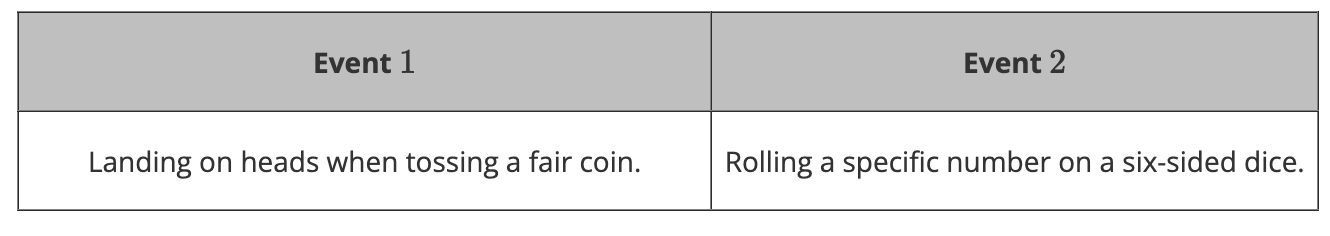 Event 1
Event 2
Landing on heads when tossing a fair coin.
Rolling a specific number on a six-sided dice.